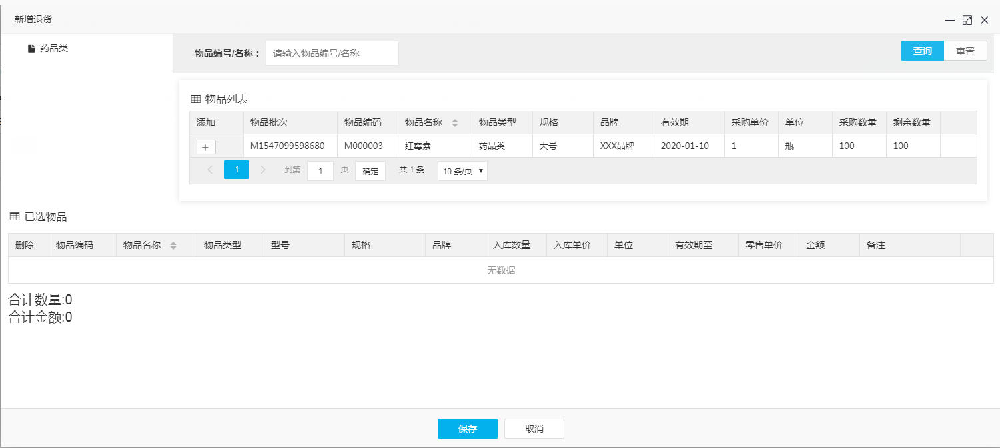 新增退货
药品类
物品编号/名称： 请输入物品编号/名称 查询 重置
物品列表
添加 物品批次 物品编码 物品名称 物品类型 规格 品牌 有效期 采购单价 单位 采购数量 剩余数量
+ M1547099598680 M000003 红霉素 药品类 大号 XXX品牌 2020-01-10 1 瓶 100 100
1 到第 1 页 确定 共 1 条 10 条/页
已选物品
删除 物品编码 物品名称 物品类型 型号 规格 品牌 入库数量 入库单价 单位 有效期至 零售单价 金额 备注
无数据
合计数量:0
合计金额:0
保存 取消